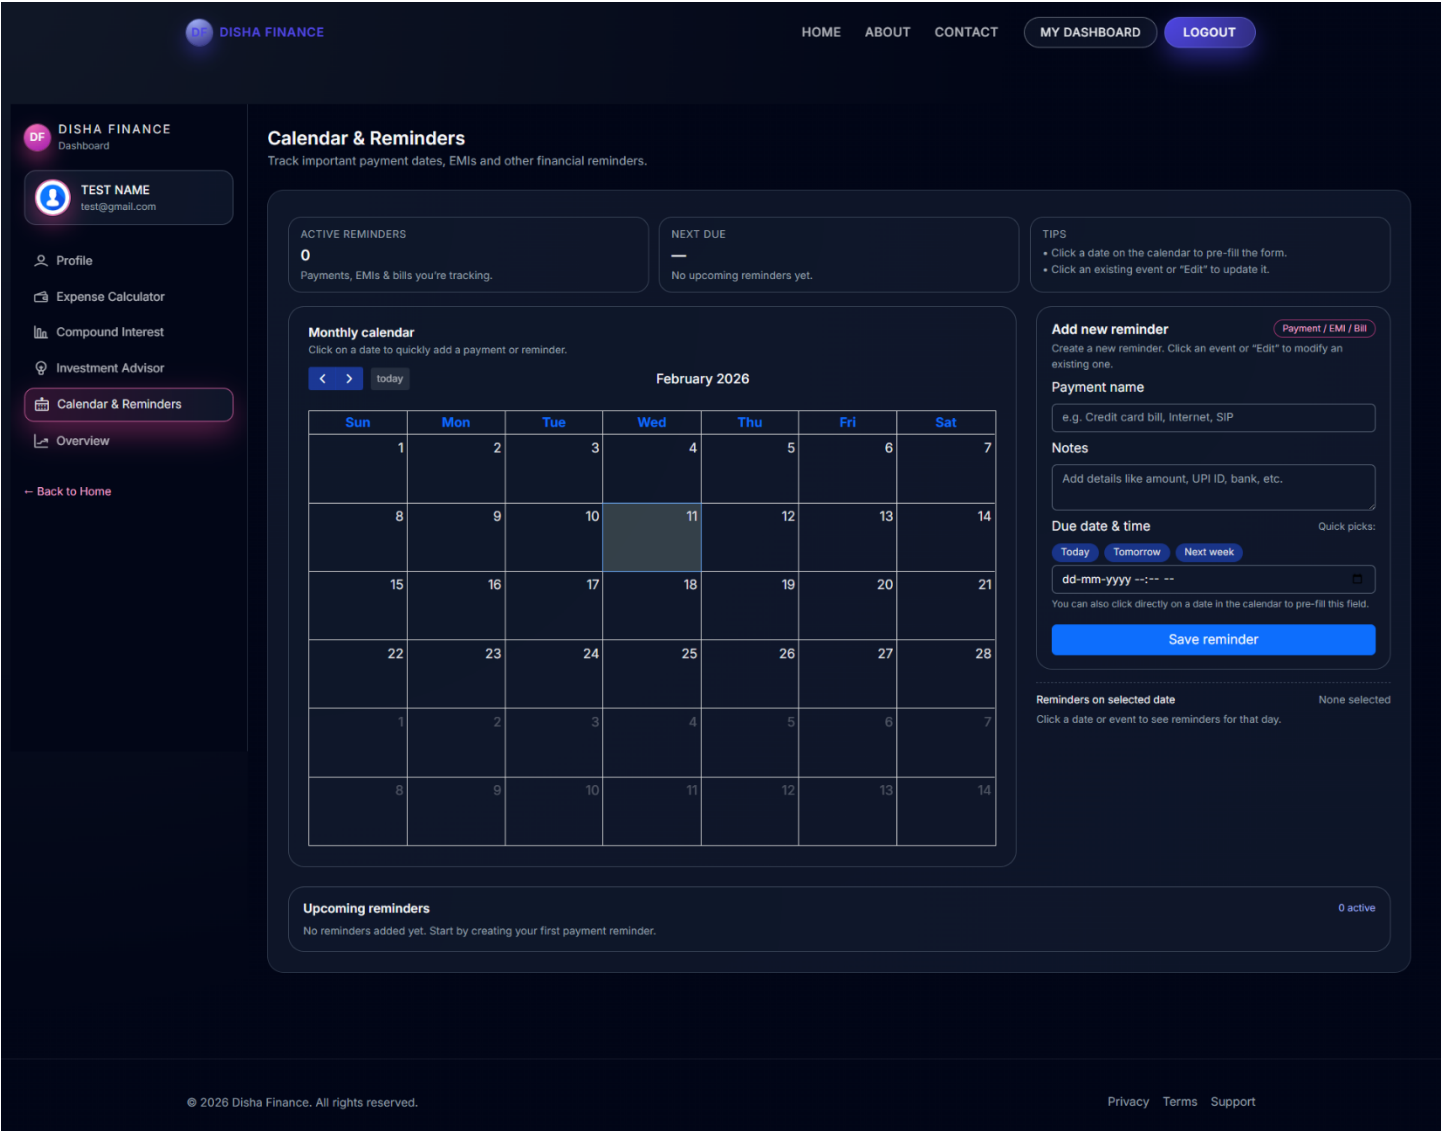 DF DISHA FINANCE
HOME ABOUT CONTACT MY DASHBOARD LOGOUT
DF DISHA FINANCE
Dashboard
TEST NAME
test@gmail.com
Profile
Expense Calculator
Compound Interest
Investment Advisor
Calendar & Reminders
Overview
← Back to Home
Calendar & Reminders
Track important payment dates, EMIs and other financial reminders.
ACTIVE REMINDERS
0
Payments, EMIs & bills you're tracking.
NEXT DUE
—
No upcoming reminders yet.
TIPS
• Click a date on the calendar to pre-fill the form.
• Click an existing event or “Edit” to update it.
Monthly calendar
Click on a date to quickly add a payment or reminder.
today
February 2026
Sun Mon Tue Wed Thu Fri Sat
1 2 3 4 5 6 7
8 9 10 11 12 13 14
15 16 17 18 19 20 21
22 23 24 25 26 27 28
1 2 3 4 5 6 7
8 9 10 11 12 13 14
Add new reminder Payment / EMI / Bill
Create a new reminder. Click an event or “Edit” to modify an
existing one.
Payment name
e.g. Credit card bill, Internet, SIP
Notes
Add details like amount, UPI ID, bank, etc.
Due date & time Quick picks:
Today Tomorrow Next week
dd-mm-yyyy --:-- --
You can also click directly on a date in the calendar to pre-fill this field.
Save reminder
Reminders on selected date None selected
Click a date or event to see reminders for that day.
Upcoming reminders 0 active
No reminders added yet. Start by creating your first payment reminder.
© 2026 Disha Finance. All rights reserved.
Privacy Terms Support